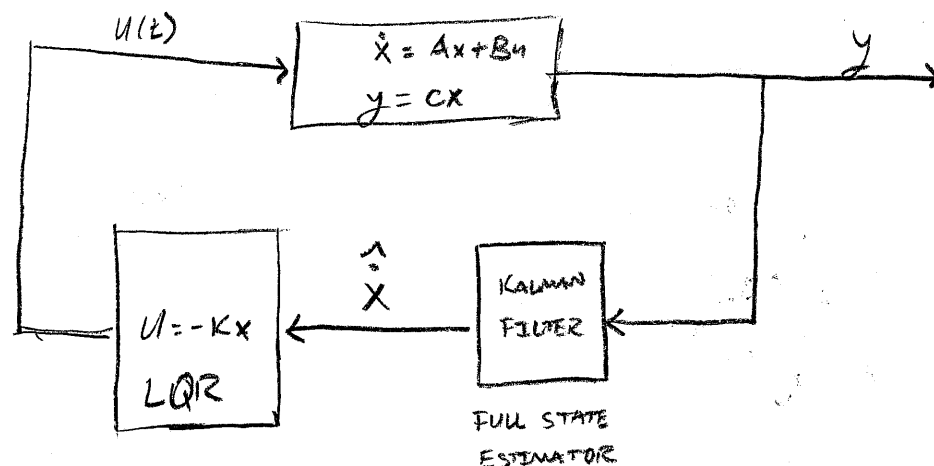 u(t)
ẋ = Ax + Bu
y = Cx
y
U = -Kx
LQR
x̂̇
KALMAN
FILTER
FULL STATE
ESTIMATOR